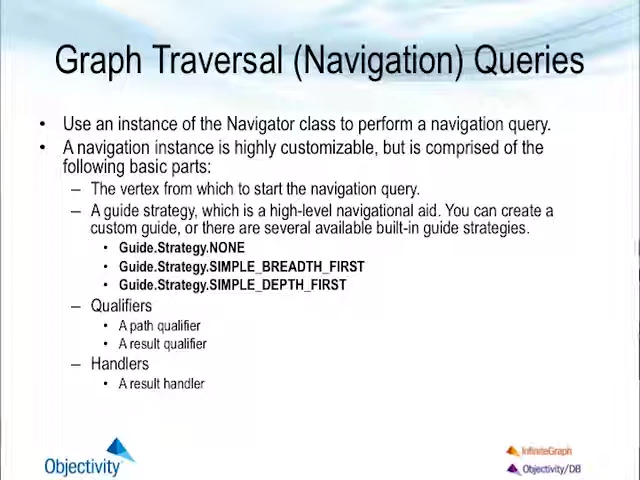 Graph Traversal (Navigation) Queries
• Use an instance of the Navigator class to perform a navigation query.
• A navigation instance is highly customizable, but is comprised of the
following basic parts:
– The vertex from which to start the navigation query.
– A guide strategy, which is a high-level navigational aid. You can create a
custom guide, or there are several available built-in guide strategies.
• Guide.Strategy.NONE
• Guide.Strategy.SIMPLE_BREADTH_FIRST
• Guide.Strategy.SIMPLE_DEPTH_FIRST
– Qualifiers
• A path qualifier
• A result qualifier
– Handlers
• A result handler
Objectivity
InfiniteGraph
Objectivity/DB